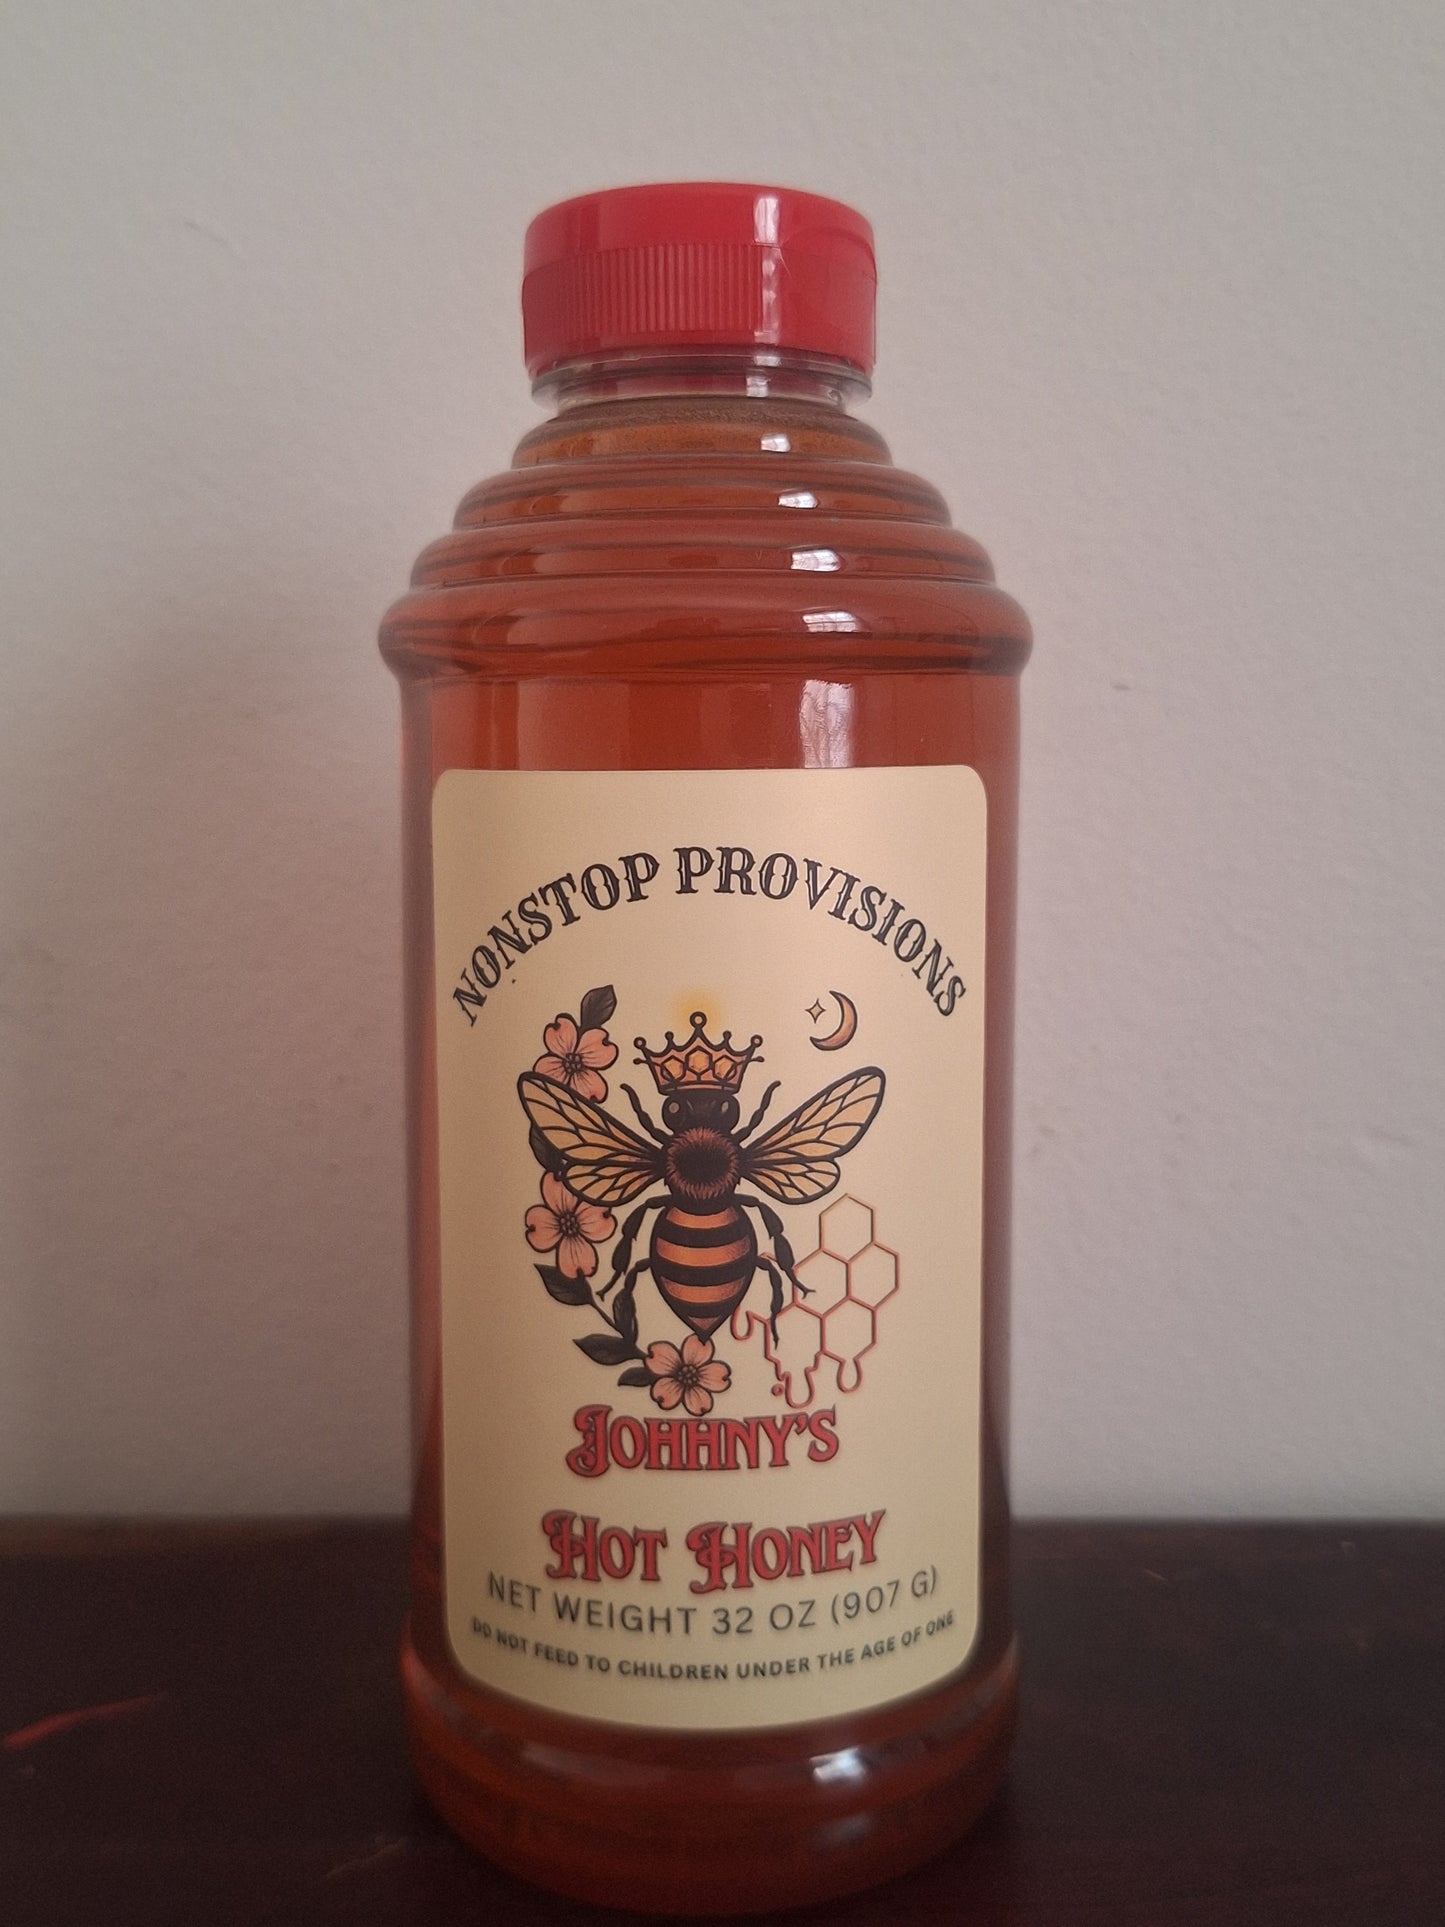 NONSTOP PROVISIONS
JOHHNY'S
HOT HONEY
NET WEIGHT 32 OZ (907 G)
DO NOT FEED TO CHILDREN UNDER THE AGE OF ONE